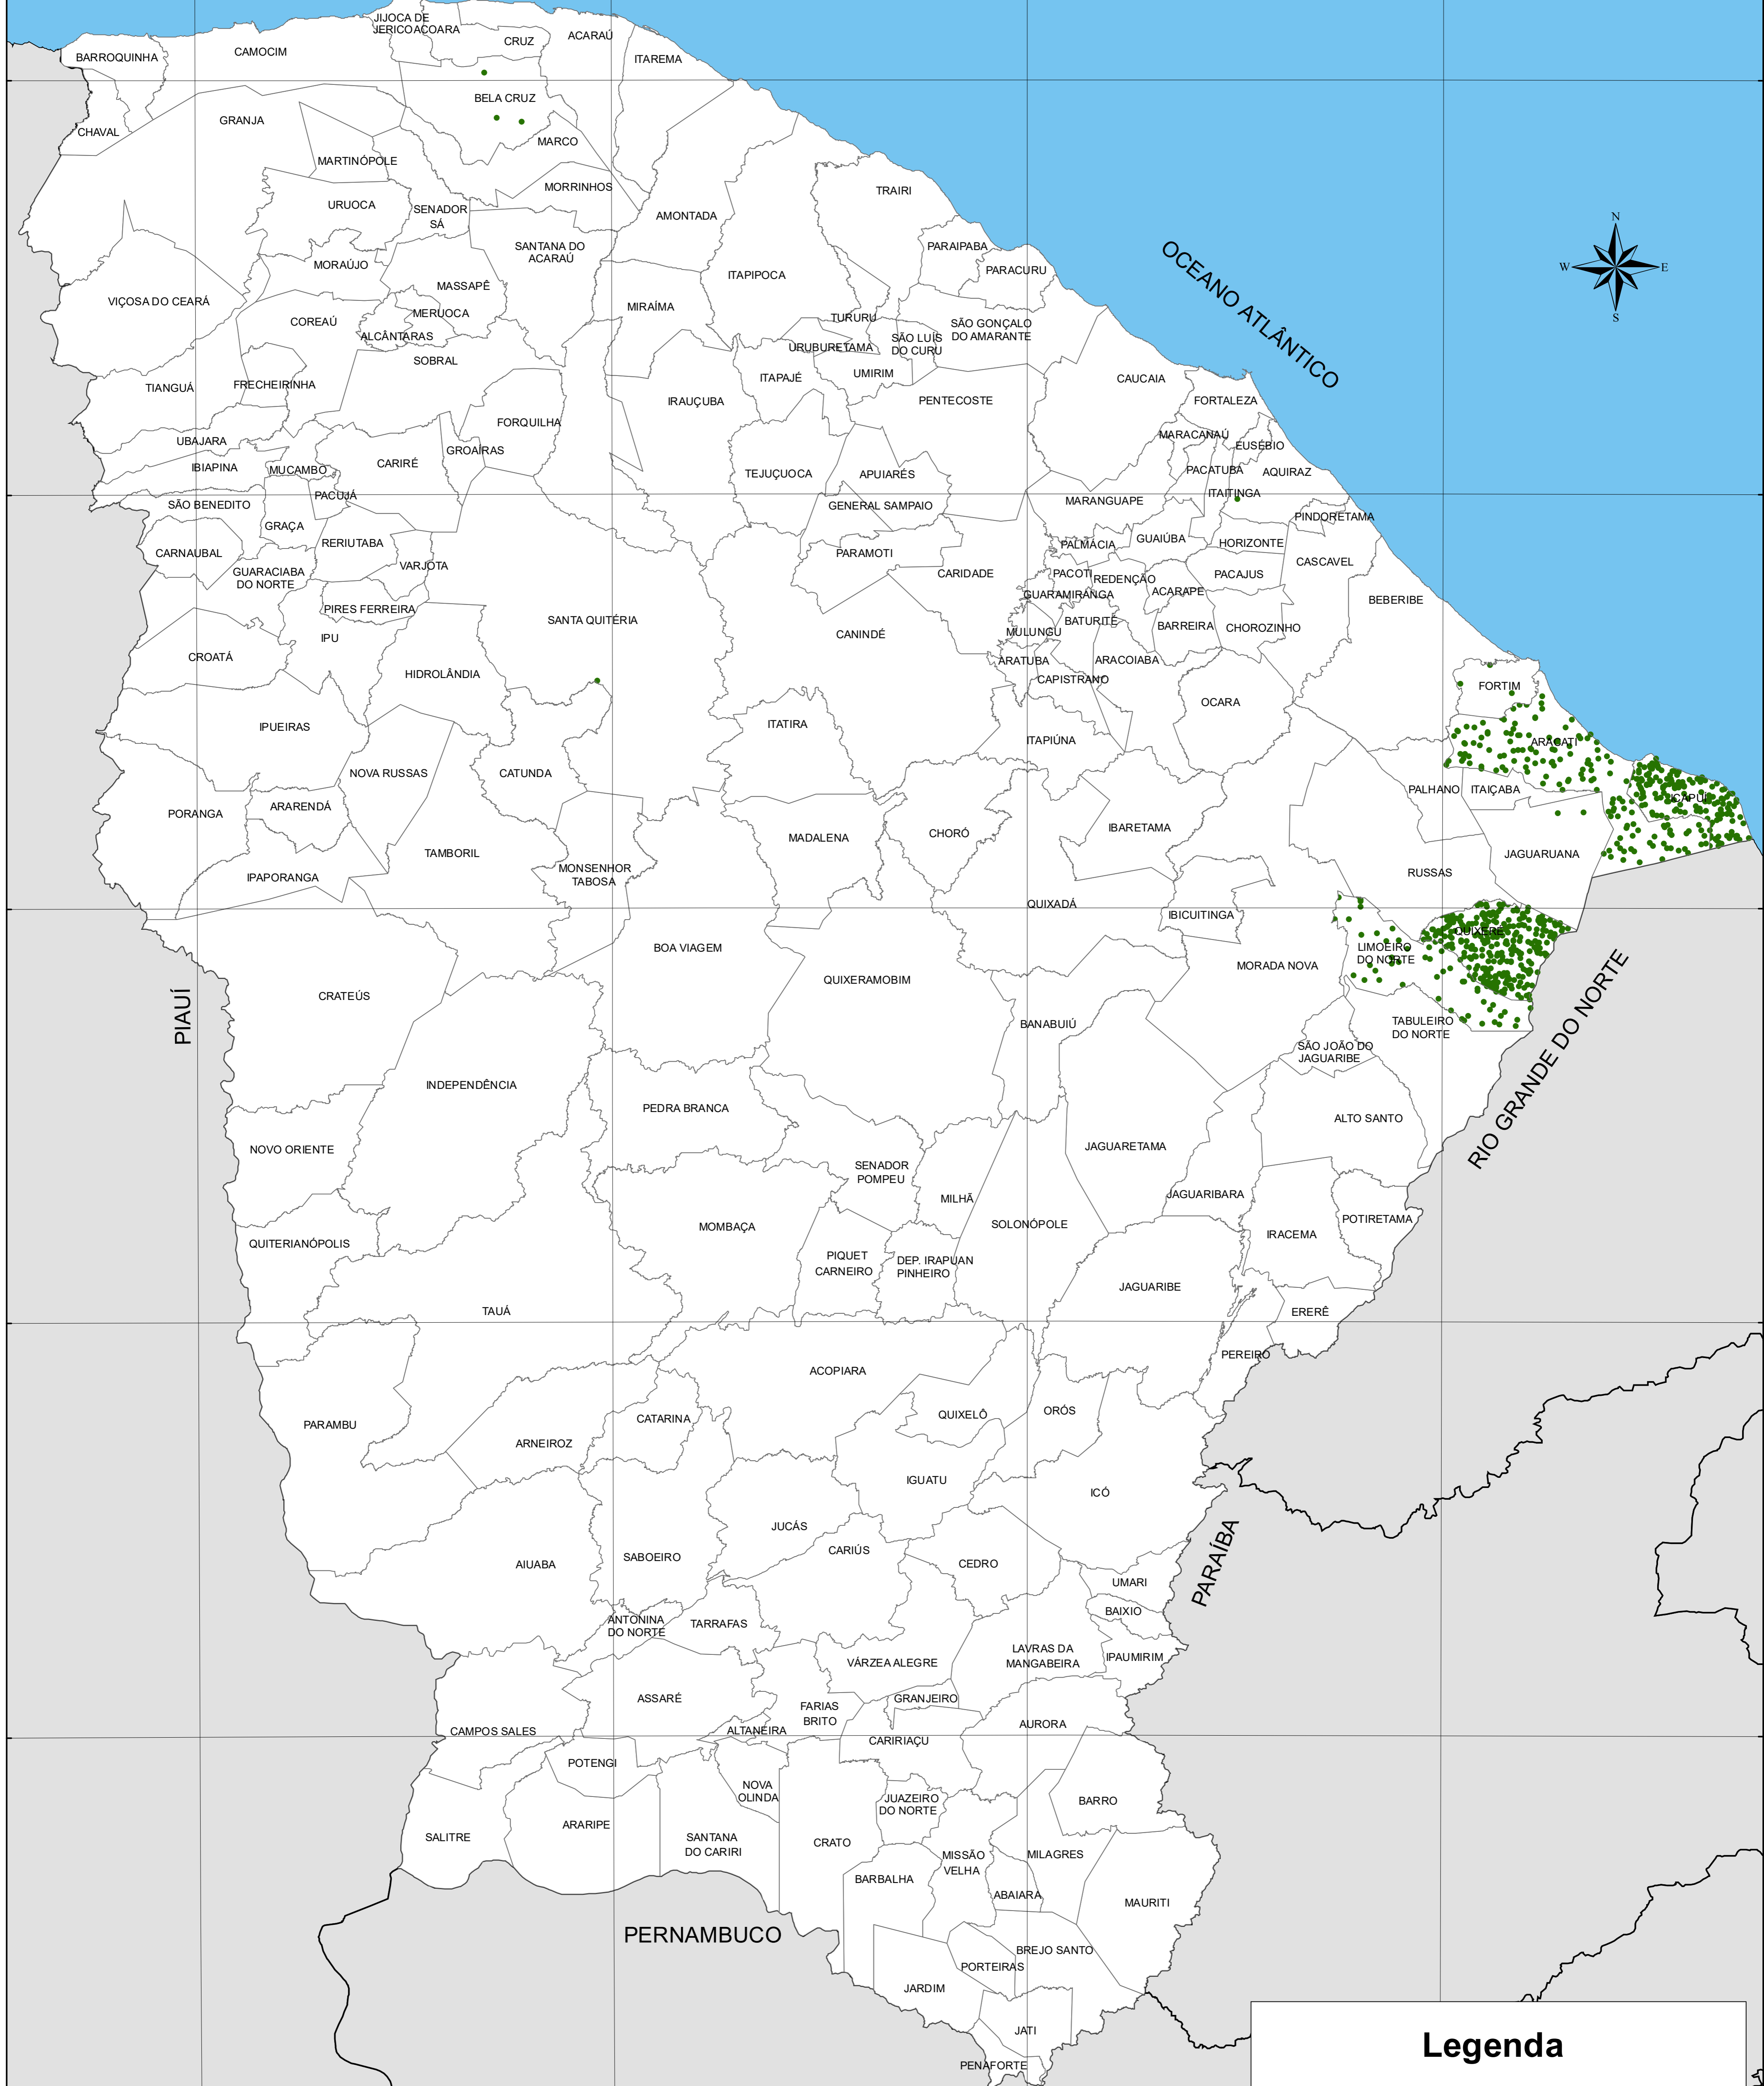 JIJOCA DE
JERICOACOARA
CRUZ
ACARAÚ
BARROQUINHA
CAMOCIM
ITAREMA
BELA CRUZ
CHAVAL
GRANJA
MARCO
MARTINÓPOLE
MORRINHOS
TRAIRI
URUOCA
SENADOR
SÁ
AMONTADA
N
W
E
S
SANTANA DO
ACARAÚ
PARAIPABA
OCEANO ATLÂNTICO
MORAÚJO
ITAPIPOCA
PARACURU
MASSAPÊ
VIÇOSA DO CEARÁ
MIRAÍMA
MERUOCA
COREAÚ
TURURU
SÃO GONÇALO
DO AMARANTE
ALCÂNTARAS
URUBURETAMA
SÃO LUÍS
DO CURU
SOBRAL
TIANGUÁ
FRECHEIRINHA
ITAPAJÉ
UMIRIM
CAUCAIA
IRAUÇUBA
PENTECOSTE
FORTALEZA
FORQUILHA
UBAJARA
GROAÍRAS
MARACANAÚ
EUSÉBIO
IBIAPINA
MUCAMBO
CARIRÉ
TEJUÇUOCA
APUIARÉS
PACATUBA
AQUIRAZ
SÃO BENEDITO
PACUJÁ
GENERAL SAMPAIO
MARANGUAPE
ITAITINGA
GRAÇA
PINDORETAMA
CARNAUBAL
RERIUTABA
PARAMOTI
PALMÁCIA
GUAIÚBA
HORIZONTE
GUARACIABA
DO NORTE
VARJOTA
CARIDADE
PACOTI
REDENÇÃO
PACAJUS
CASCAVEL
PIRES FERREIRA
GUARAMIRANGA
ACARAPE
BEBERIBE
SANTA QUITÉRIA
IPU
CANINDÉ
MULUNGU
BATURITÉ
BARREIRA
CHOROZINHO
CROATÁ
HIDROLÂNDIA
ARATUBA
ARACOIABA
CAPISTRANO
FORTIM
IPUEIRAS
ITATIRA
OCARA
ITAPIÚNA
ARACATI
NOVA RUSSAS
CATUNDA
PALHANO
ITAIÇABA
ICAPUÍ
PORANGA
ARARENDÁ
MADALENA
CHORÓ
IBARETAMA
TAMBORIL
JAGUARUANA
IPAPORANGA
MONSENHOR
TABOSA
RUSSAS
QUIXADÁ
IBICUITINGA
QUIXERÉ
BOA VIAGEM
LIMOEIRO
DO NORTE
MORADA NOVA
QUIXERAMOBIM
CRATEÚS
PIAUÍ
BANABUIÚ
TABULEIRO
DO NORTE
SÃO JOÃO DO
JAGUARIBE
RIO GRANDE DO NORTE
INDEPENDÊNCIA
PEDRA BRANCA
ALTO SANTO
NOVO ORIENTE
JAGUARETAMA
SENADOR
POMPEU
MILHÃ
JAGUARIBARA
MOMBAÇA
SOLONÓPOLE
POTIRETAMA
QUITERIANÓPOLIS
IRACEMA
PIQUET
CARNEIRO
DEP. IRAPUAN
PINHEIRO
JAGUARIBE
TAUÁ
ERERÊ
PEREIRO
ACOPIARA
PARAMBU
CATARINA
QUIXELÔ
ORÓS
ARNEIROZ
IGUATU
ICÓ
JUCÁS
CARIÚS
PARAÍBA
AIUABA
SABOEIRO
CEDRO
UMARI
BAIXIO
ANTONINA
DO NORTE
TARRAFAS
LAVRAS DA
MANGABEIRA
IPAUMIRIM
VÁRZEA ALEGRE
ASSARÉ
FARIAS
BRITO
GRANJEIRO
CAMPOS SALES
ALTANEIRA
AURORA
CARIRIAÇU
POTENGI
NOVA
OLINDA
JUAZEIRO
DO NORTE
BARRO
ARARIPE
SALITRE
SANTANA
DO CARIRI
CRATO
MISSÃO
VELHA
MILAGRES
BARBALHA
ABAIARA
MAURITI
PERNAMBUCO
BREJO SANTO
PORTEIRAS
JARDIM
JATI
PENAFORTE
Legenda